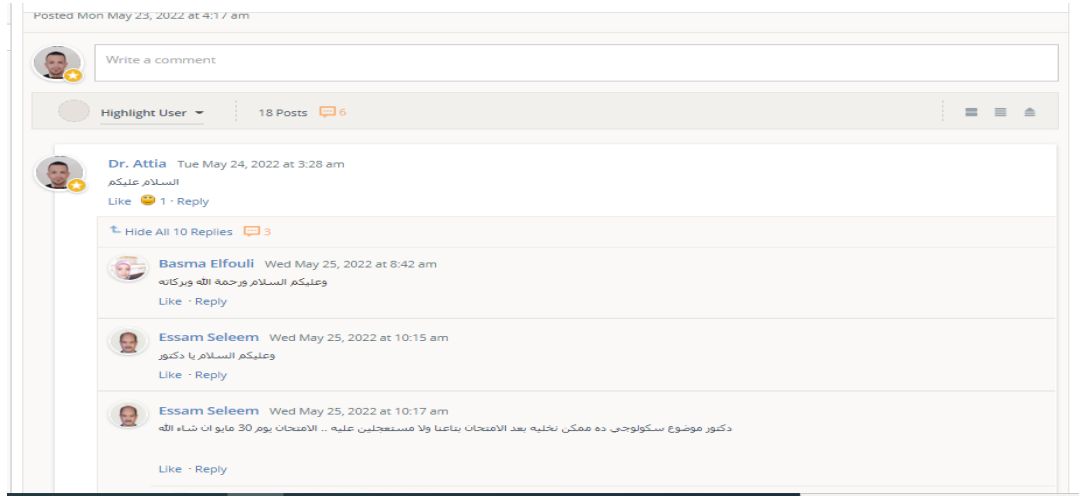 Posted Mon May 23, 2022 at 4:17 am
Write a comment
Highlight User
18 Posts 6
Dr. Attia Tue May 24, 2022 at 3:28 am
السلام عليكم
Like 1 · Reply
Hide All 10 Replies 3
Basma Elfouli Wed May 25, 2022 at 8:42 am
وعليكم السلام ورحمة الله وبركاته
Like · Reply
Essam Seleem Wed May 25, 2022 at 10:15 am
وعليكم السلام يا دكتور
Like · Reply
Essam Seleem Wed May 25, 2022 at 10:17 am
دكتور موضوع سكولوجى ده ممكن نخليه بعد الامتحان بتاعنا ولا مستعجلين عليه .. الامتحان يوم 30 مايو ان شاء الله
Like · Reply